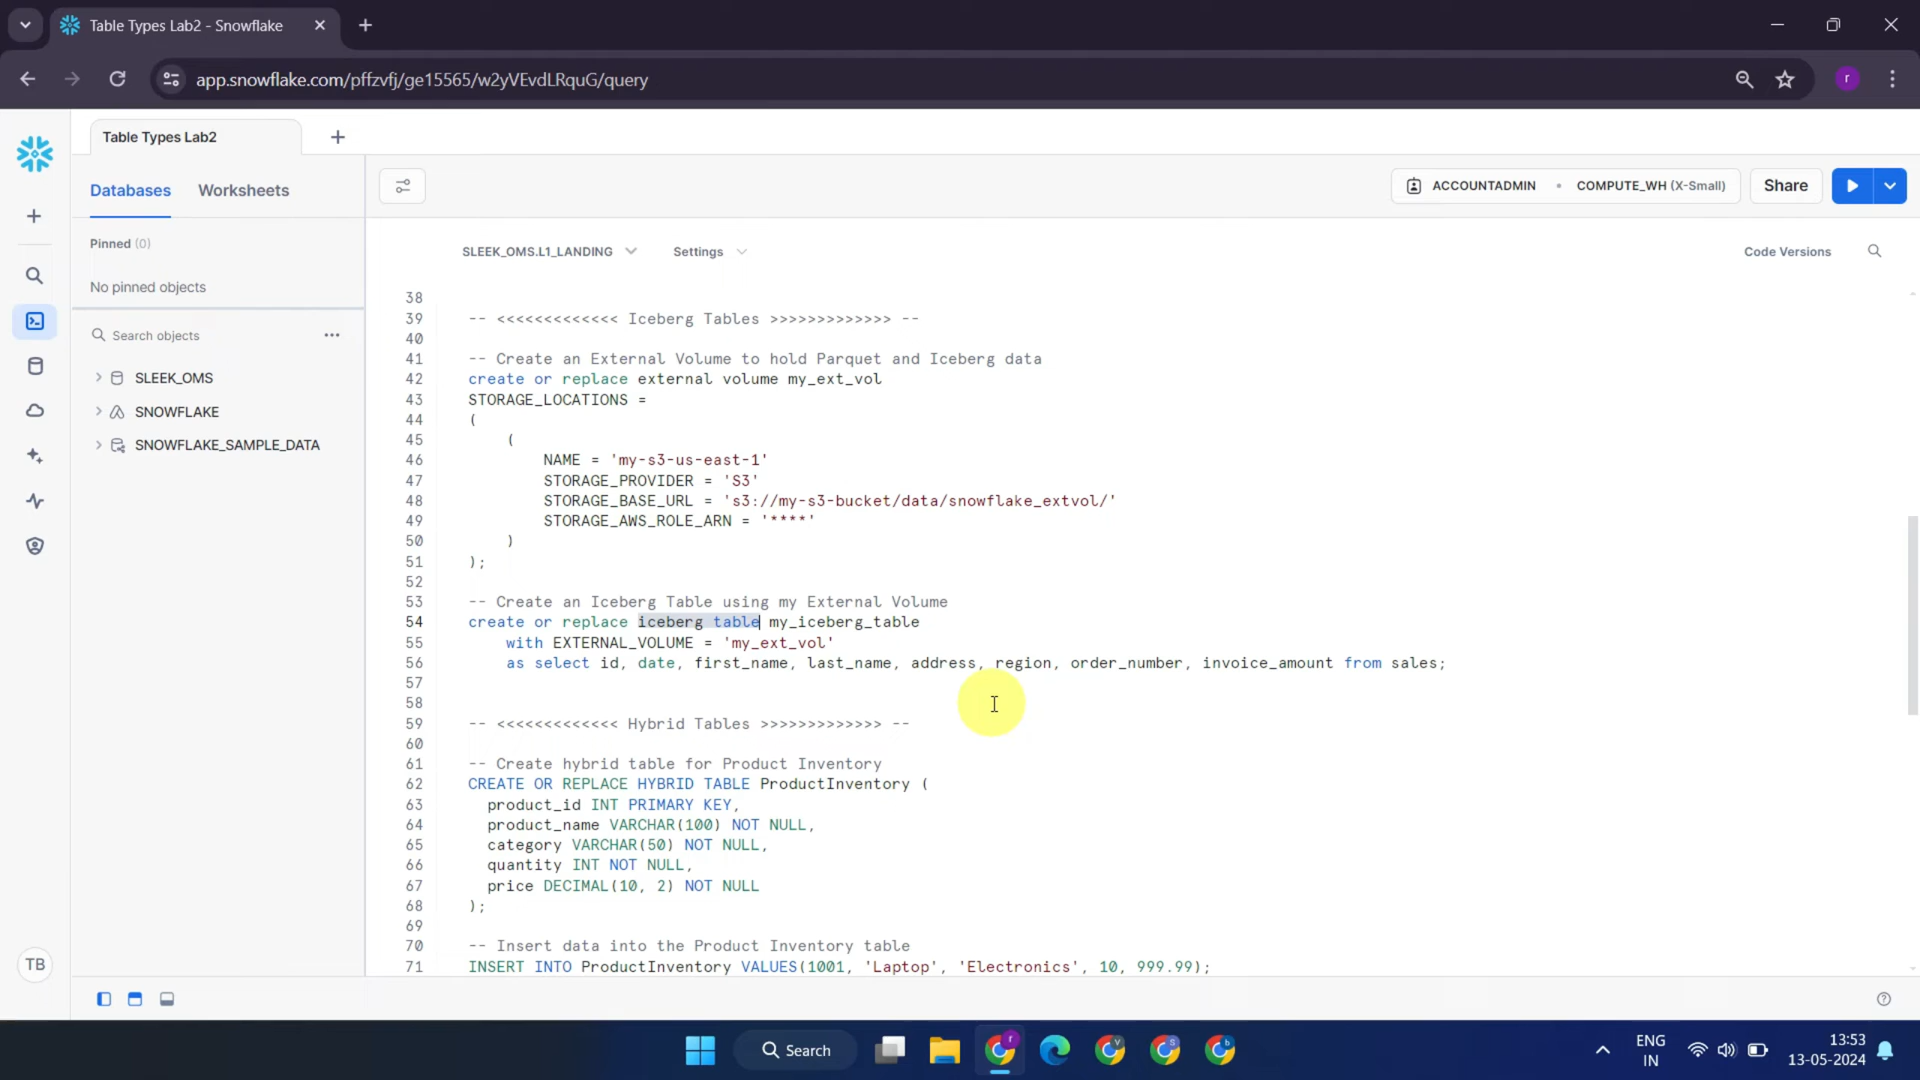 Table Types Lab2 - Snowflake
app.snowflake.com/pffzvfj/ge15565/w2yVEvdLRquG/query
r
Table Types Lab2
Databases
Worksheets
ACCOUNTADMIN
COMPUTE_WH (X-Small)
Share
Pinned (0)
No pinned objects
Search objects
SLEEK_OMS
SNOWFLAKE
SNOWFLAKE_SAMPLE_DATA
TB
SLEEK_OMS.L1_LANDING
Settings
Code Versions
38
39 -- <<<<<<<<<<<<< Iceberg Tables >>>>>>>>>>>>> --
40
41 -- Create an External Volume to hold Parquet and Iceberg data
42 create or replace external volume my_ext_vol
43 STORAGE_LOCATIONS =
44 (
45 (
46 NAME = 'my-s3-us-east-1'
47 STORAGE_PROVIDER = 'S3'
48 STORAGE_BASE_URL = 's3://my-s3-bucket/data/snowflake_extvol/'
49 STORAGE_AWS_ROLE_ARN = '****'
50 )
51 );
52
53 -- Create an Iceberg Table using my External Volume
54 create or replace iceberg table my_iceberg_table
55 with EXTERNAL_VOLUME = 'my_ext_vol'
56 as select id, date, first_name, last_name, address, region, order_number, invoice_amount from sales;
57
58
59 -- <<<<<<<<<<<<< Hybrid Tables >>>>>>>>>>>>> --
60
61 -- Create hybrid table for Product Inventory
62 CREATE OR REPLACE HYBRID TABLE ProductInventory (
63 product_id INT PRIMARY KEY,
64 product_name VARCHAR(100) NOT NULL,
65 category VARCHAR(50) NOT NULL,
66 quantity INT NOT NULL,
67 price DECIMAL(10, 2) NOT NULL
68 );
69
70 -- Insert data into the Product Inventory table
71 INSERT INTO ProductInventory VALUES(1001, 'Laptop', 'Electronics', 10, 999.99);
Search
ENG
IN
13:53
13-05-2024